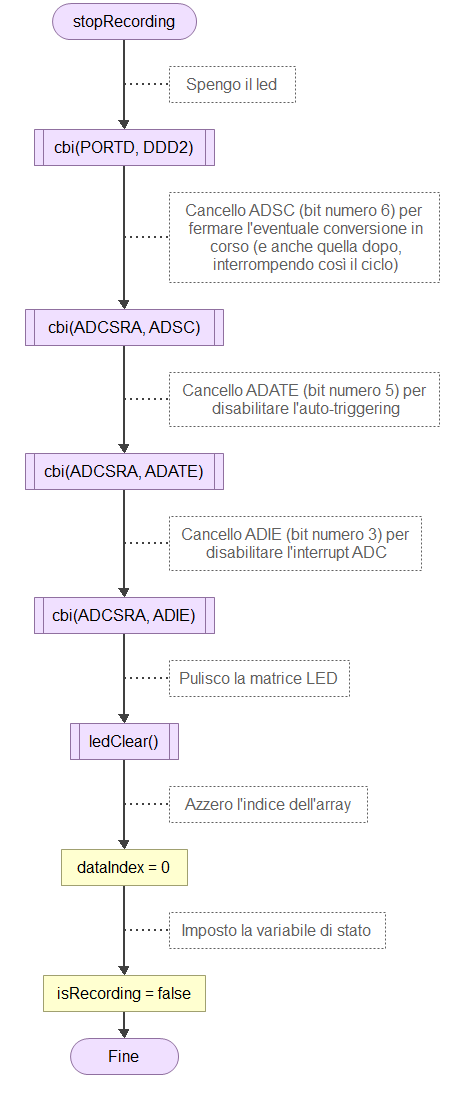 stopRecording
Spengo il led
cbi(PORTD, DDD2)
Cancello ADSC (bit numero 6) per
fermare l'eventuale conversione in
corso (e anche quella dopo,
interrompendo così il ciclo)
cbi(ADCSRA, ADSC)
Cancello ADATE (bit numero 5) per
disabilitare l'auto-triggering
cbi(ADCSRA, ADATE)
Cancello ADIE (bit numero 3) per
disabilitare l'interrupt ADC
cbi(ADCSRA, ADIE)
Pulisco la matrice LED
ledClear()
Azzero l'indice dell'array
dataIndex = 0
Imposto la variabile di stato
isRecording = false
Fine